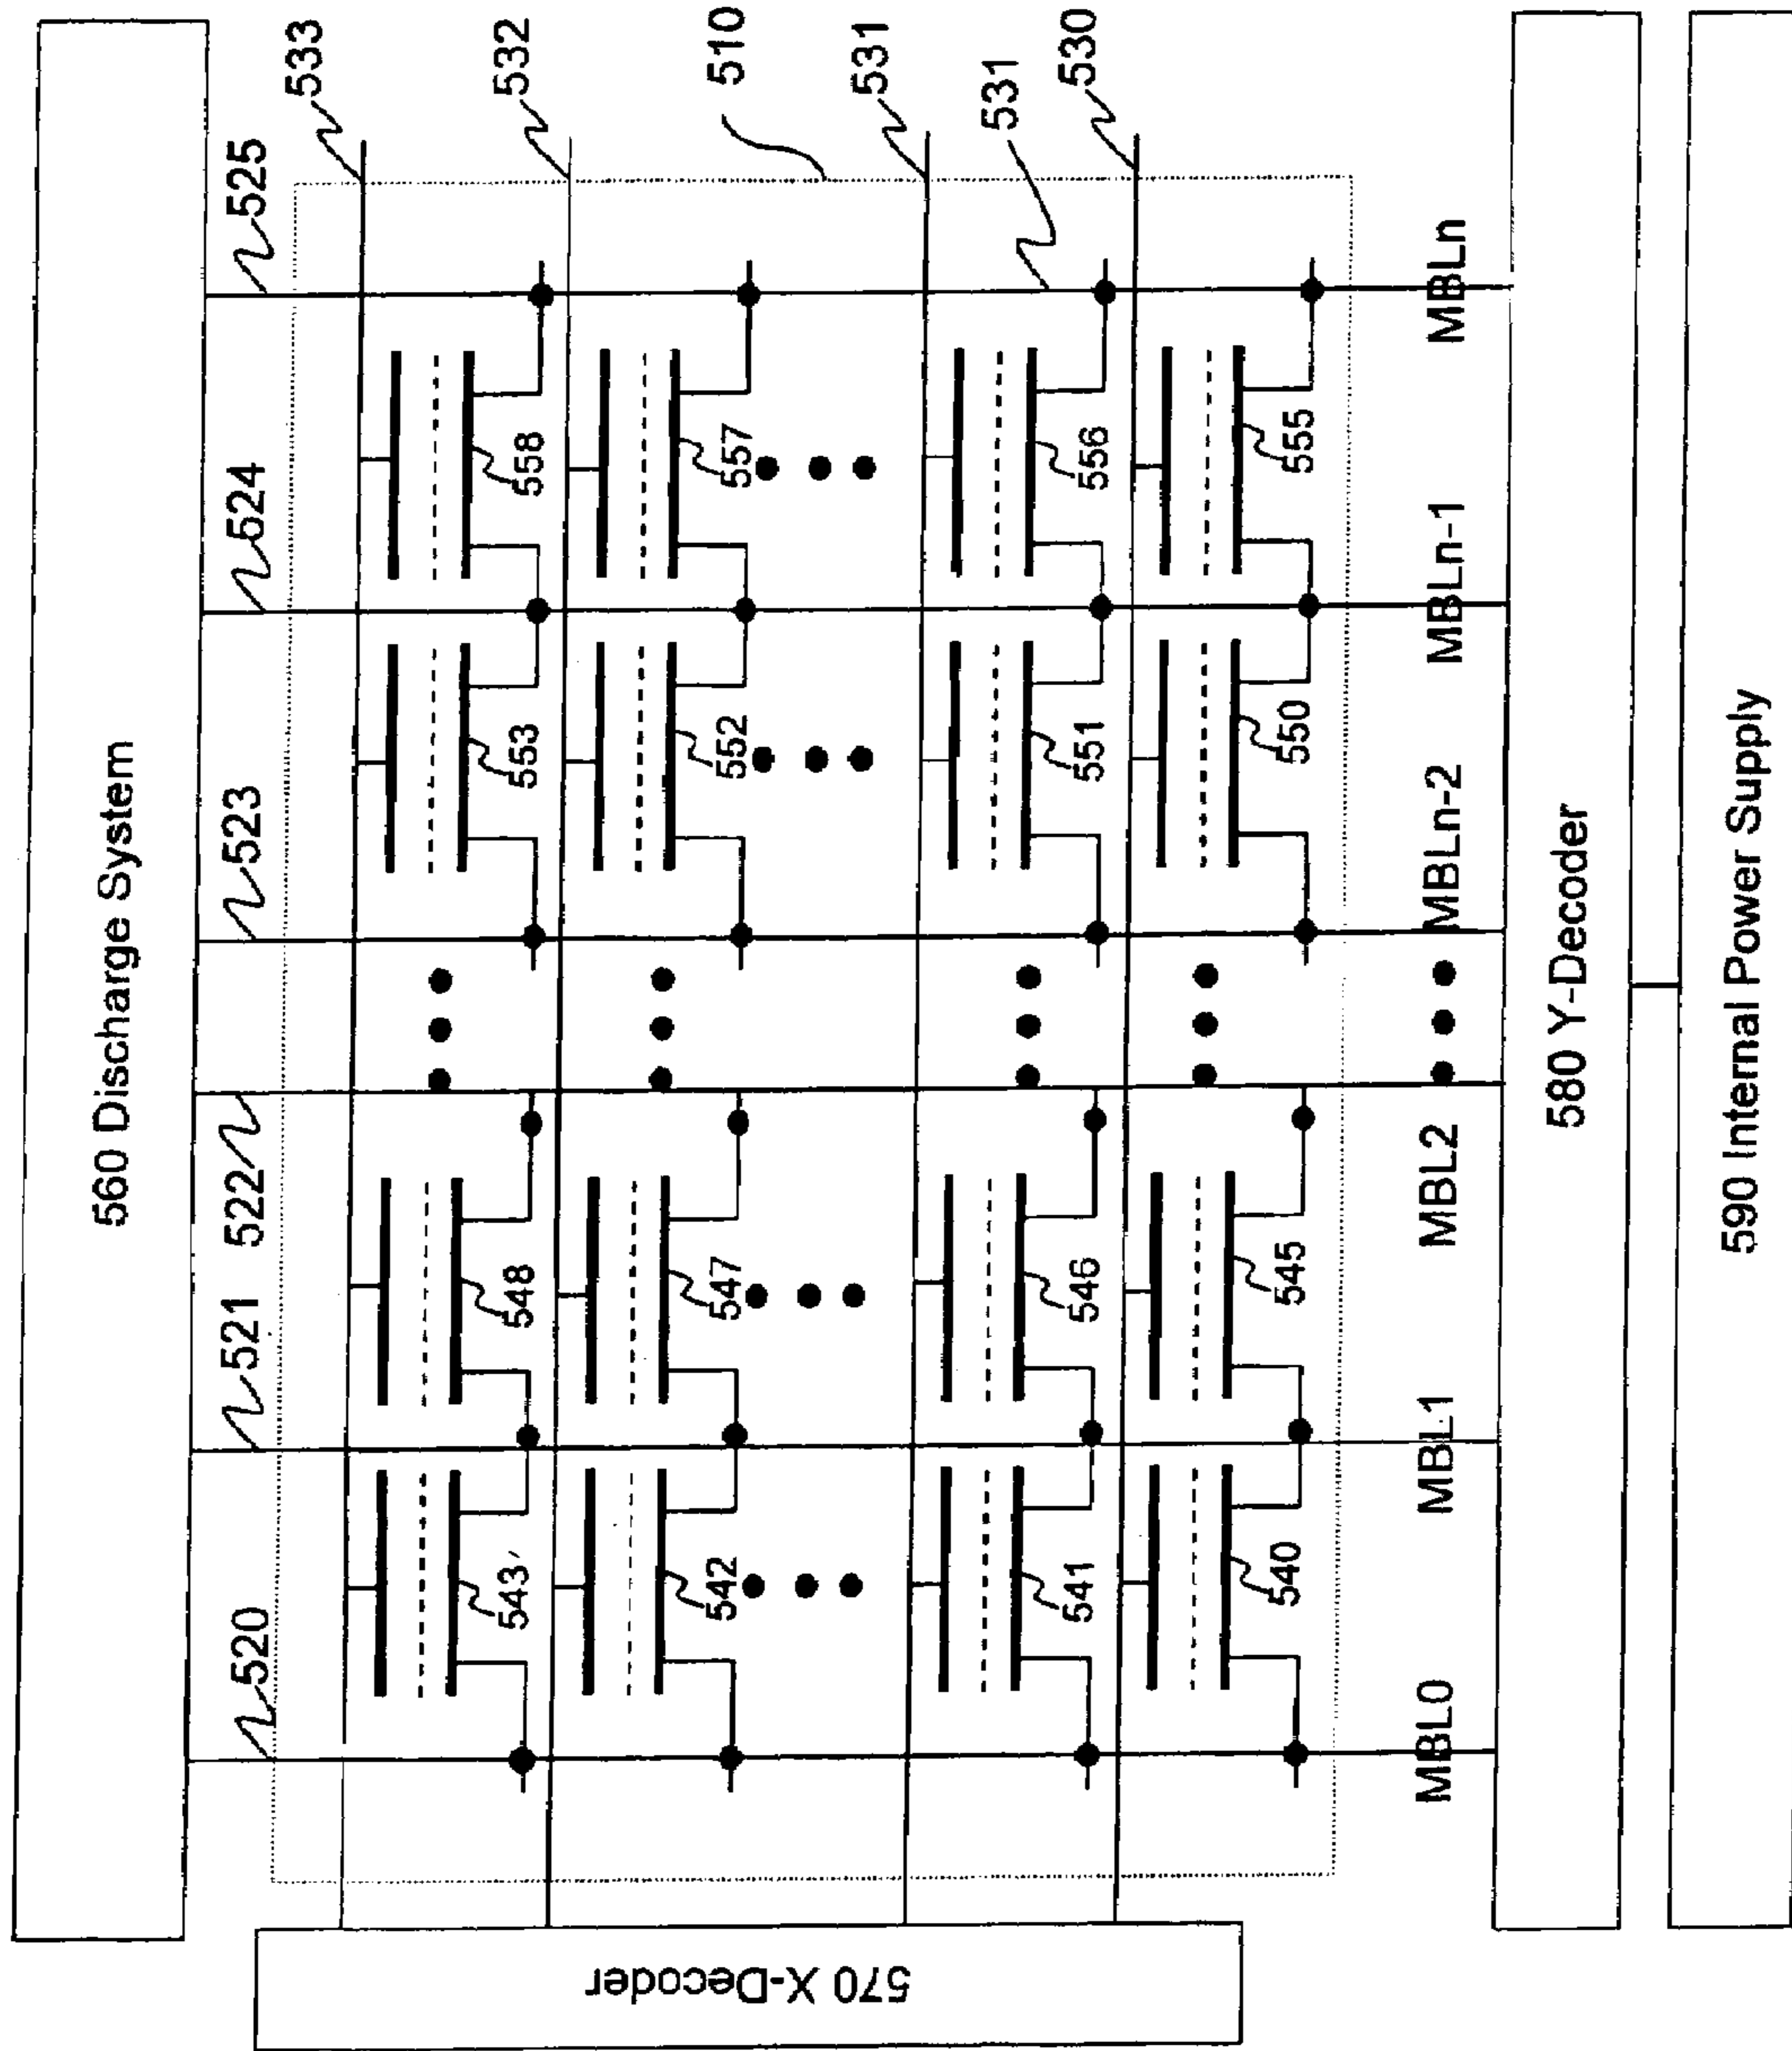 560 Discharge System
520
521
522
523
524
525
533
532
510
531
531
530
543
548
553
558
542
547
552
557
541
546
551
556
540
545
550
555
570 X-Decoder
MBL0
MBL1
MBL2
MBLn-2
MBLn-1
MBLn
580 Y-Decoder
590 Internal Power Supply